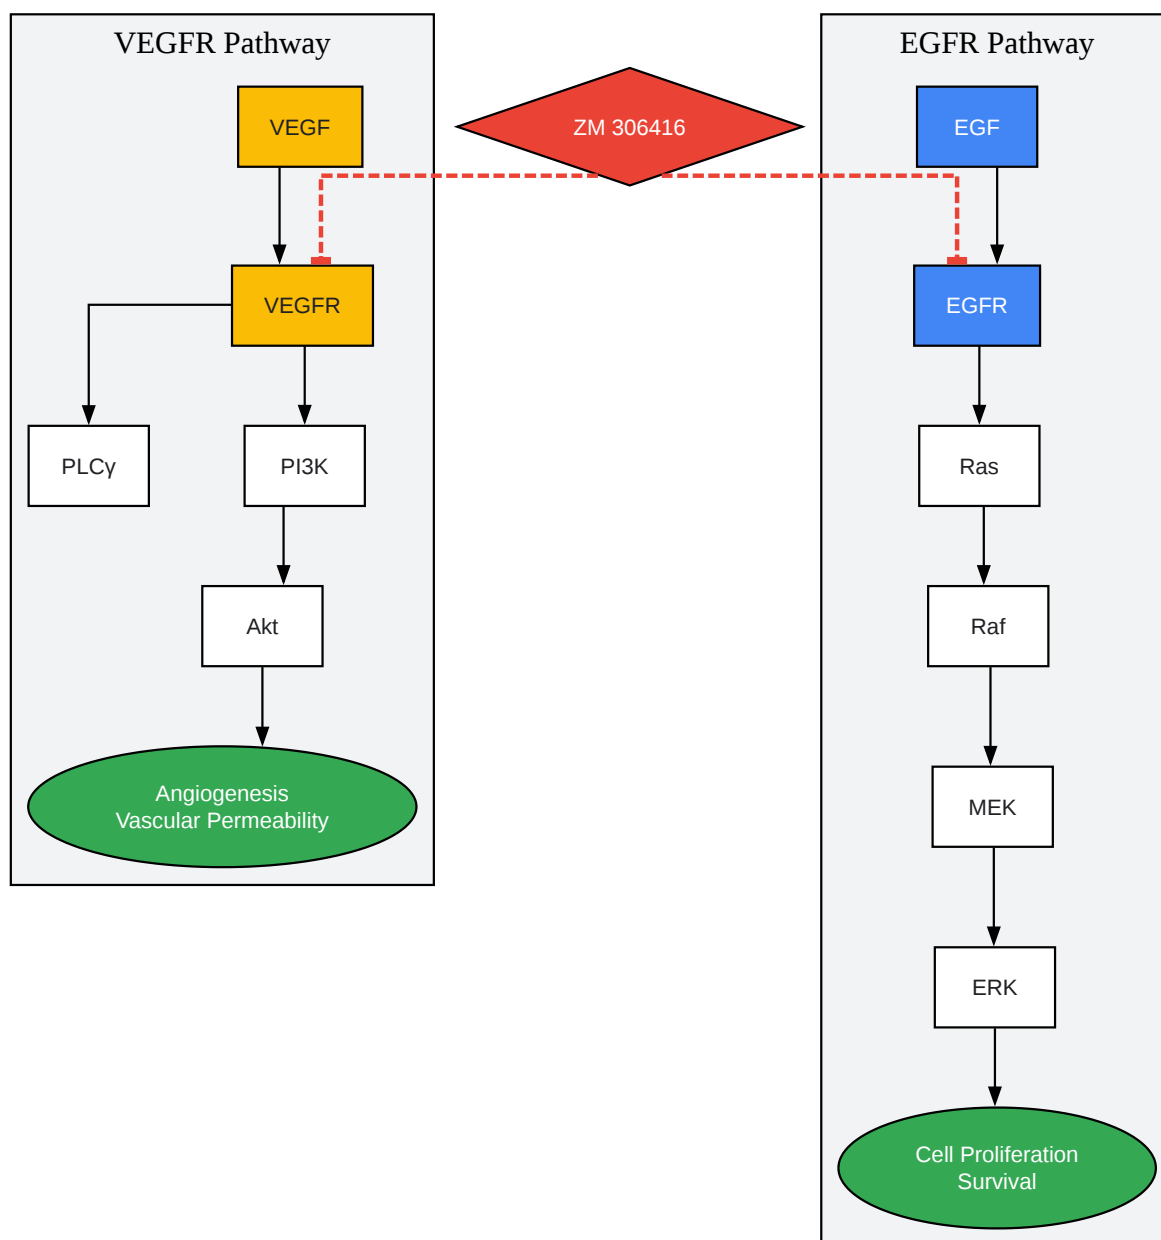 VEGFR Pathway
EGFR Pathway
VEGF
ZM 306416
EGF
VEGFR
EGFR
PLCγ
PI3K
Ras
Akt
Raf
Angiogenesis
Vascular Permeability
MEK
ERK
Cell Proliferation
Survival